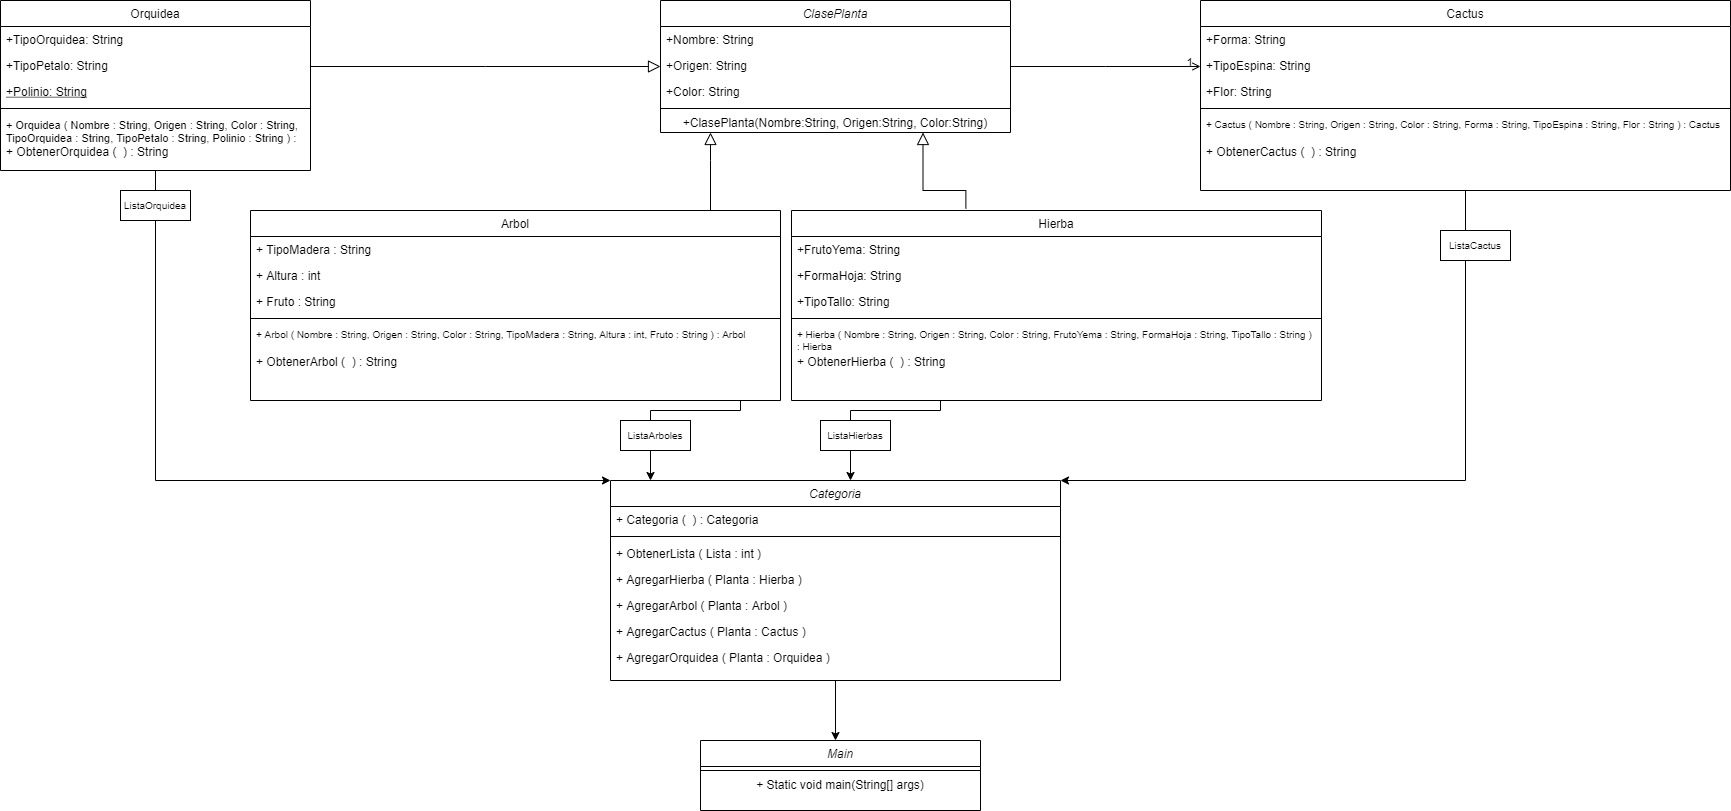 Orquidea
+TipoOrquidea: String
+TipoPetalo: String
+Polinio: String
+ Orquidea ( Nombre : String, Origen : String, Color : String,
TipoOrquidea : String, TipoPetalo : String, Polinio : String ) :
+ ObtenerOrquidea (  ) : String
ListaOrquidea
ClasePlanta
+Nombre: String
+Origen: String
+Color: String
+ClasePlanta(Nombre:String, Origen:String, Color:String)
1
Cactus
+Forma: String
+TipoEspina: String
+Flor: String
+ Cactus ( Nombre : String, Origen : String, Color : String, Forma : String, TipoEspina : String, Flor : String ) : Cactus
+ ObtenerCactus (  ) : String
ListaCactus
Arbol
+ TipoMadera : String
+ Altura : int
+ Fruto : String
+ Arbol ( Nombre : String, Origen : String, Color : String, TipoMadera : String, Altura : int, Fruto : String ) : Arbol
+ ObtenerArbol (  ) : String
ListaArboles
Hierba
+FrutoYema: String
+FormaHoja: String
+TipoTallo: String
+ Hierba ( Nombre : String, Origen : String, Color : String, FrutoYema : String, FormaHoja : String, TipoTallo : String )
: Hierba
+ ObtenerHierba (  ) : String
ListaHierbas
Categoria
+ Categoria (  ) : Categoria
+ ObtenerLista ( Lista : int )
+ AgregarHierba ( Planta : Hierba )
+ AgregarArbol ( Planta : Arbol )
+ AgregarCactus ( Planta : Cactus )
+ AgregarOrquidea ( Planta : Orquidea )
Main
+ Static void main(String[] args)